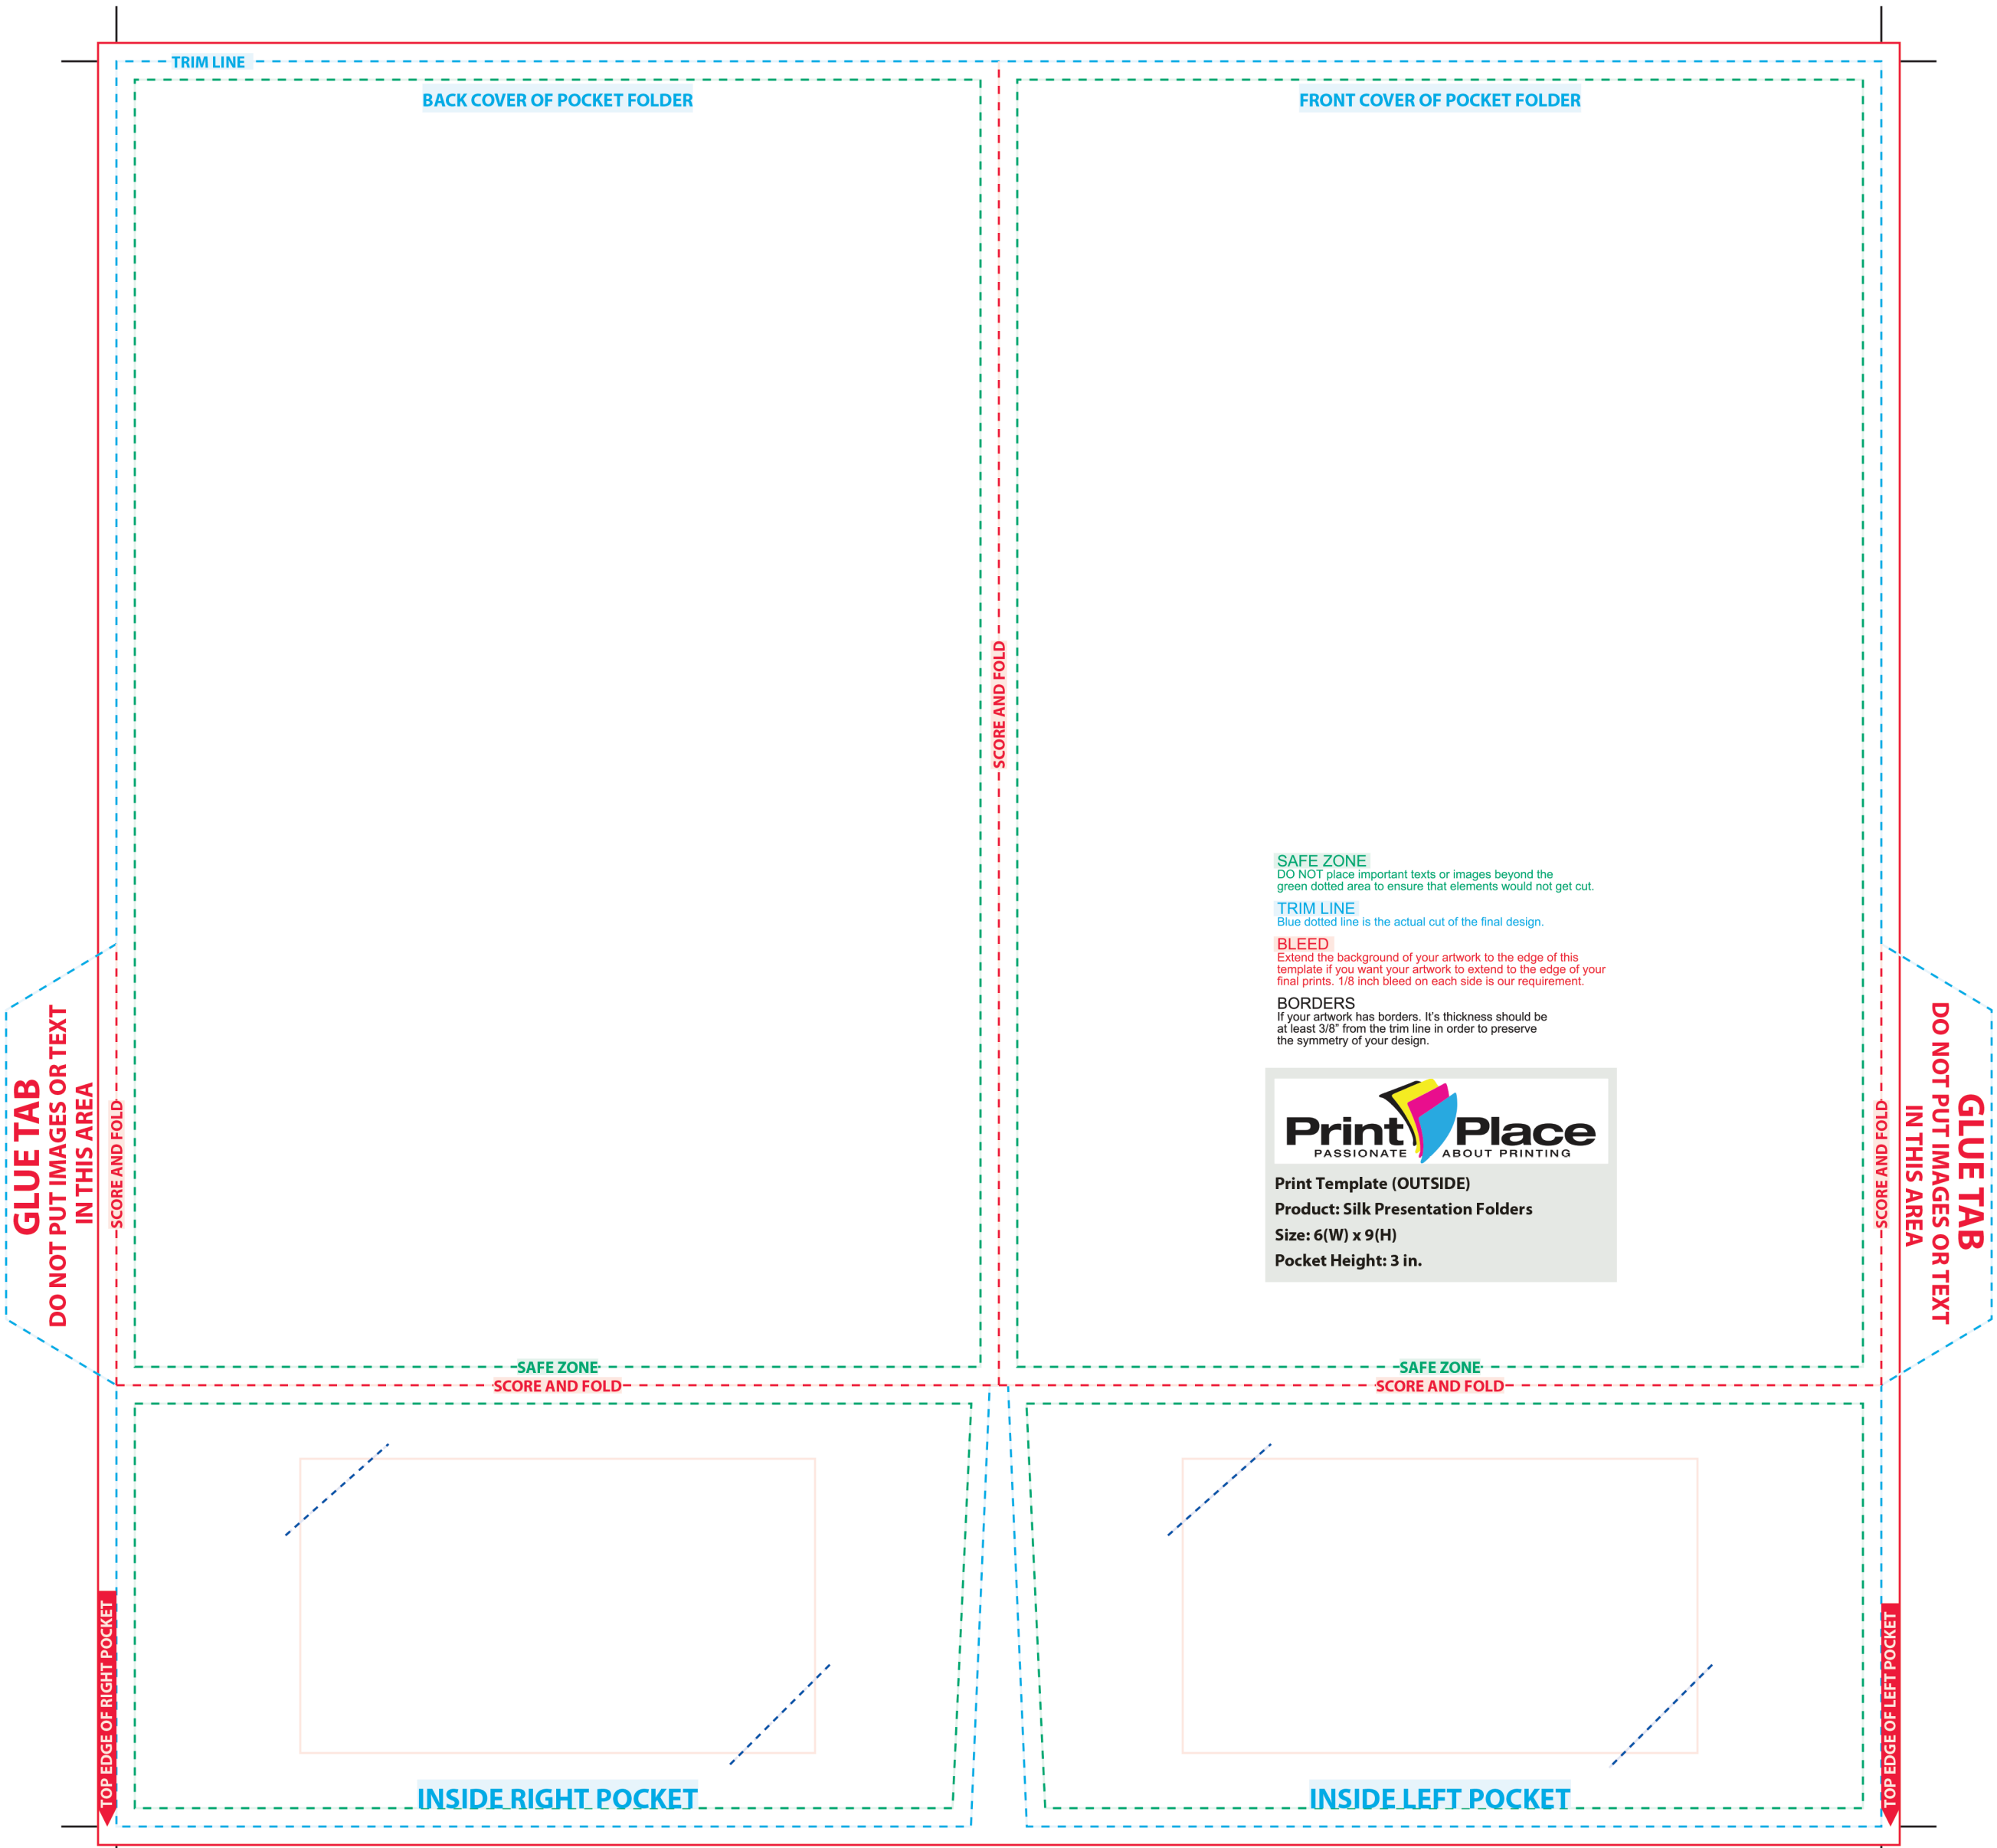 TRIM LINE
BACK COVER OF POCKET FOLDER
FRONT COVER OF POCKET FOLDER
SCORE AND FOLD
SAFE ZONE
DO NOT place important texts or images beyond the
green dotted area to ensure that elements would not get cut.
TRIM LINE
Blue dotted line is the actual cut of the final design.
BLEED
Extend the background of your artwork to the edge of this
template if you want your artwork to extend to the edge of your
final prints. 1/8 inch bleed on each side is our requirement.
BORDERS
If your artwork has borders. It's thickness should be
at least 3/8" from the trim line in order to preserve
the symmetry of your design.
Print Place
PASSIONATE ABOUT PRINTING
Print Template (OUTSIDE)
Product: Silk Presentation Folders
Size: 6(W) x 9(H)
Pocket Height: 3 in.
GLUE TAB
DO NOT PUT IMAGES OR TEXT
IN THIS AREA
SCORE AND FOLD
SCORE AND FOLD
GLUE TAB
DO NOT PUT IMAGES OR TEXT
IN THIS AREA
SAFE ZONE
SCORE AND FOLD
SAFE ZONE
SCORE AND FOLD
TOP EDGE OF RIGHT POCKET
INSIDE RIGHT POCKET
INSIDE LEFT POCKET
TOP EDGE OF LEFT POCKET